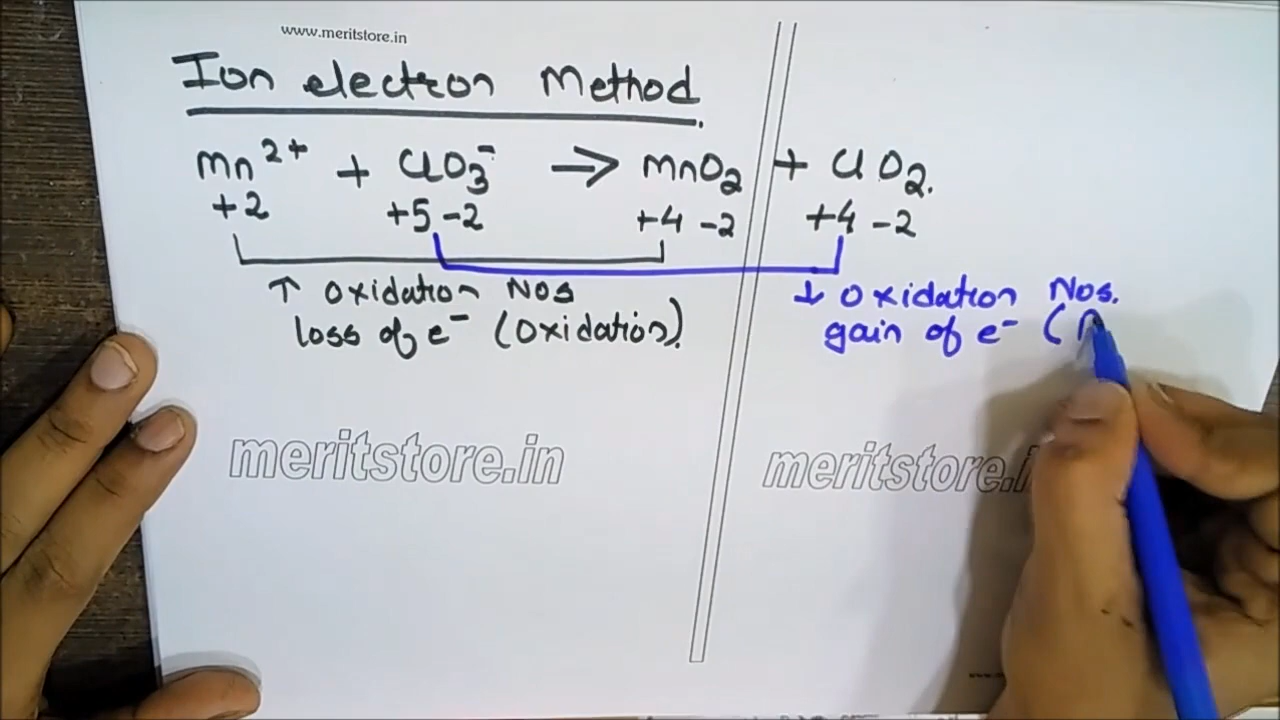 www.meritstore.in
Ion electron Method.
Mn²⁺ + ClO₃⁻ → MnO₂ + ClO₂.
+2 +5 -2 +4 -2 +4 -2
↑ Oxidation Nos
loss of e⁻ (Oxidation).
↓ Oxidation Nos.
gain of e⁻ (
meritstore.in
meritstore.i